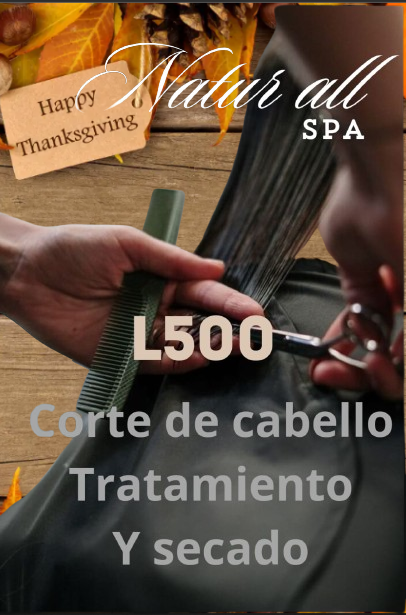 Natur all
SPA
Happy
Thanksgiving
L500
Corte de cabello
Tratamiento
Y secado